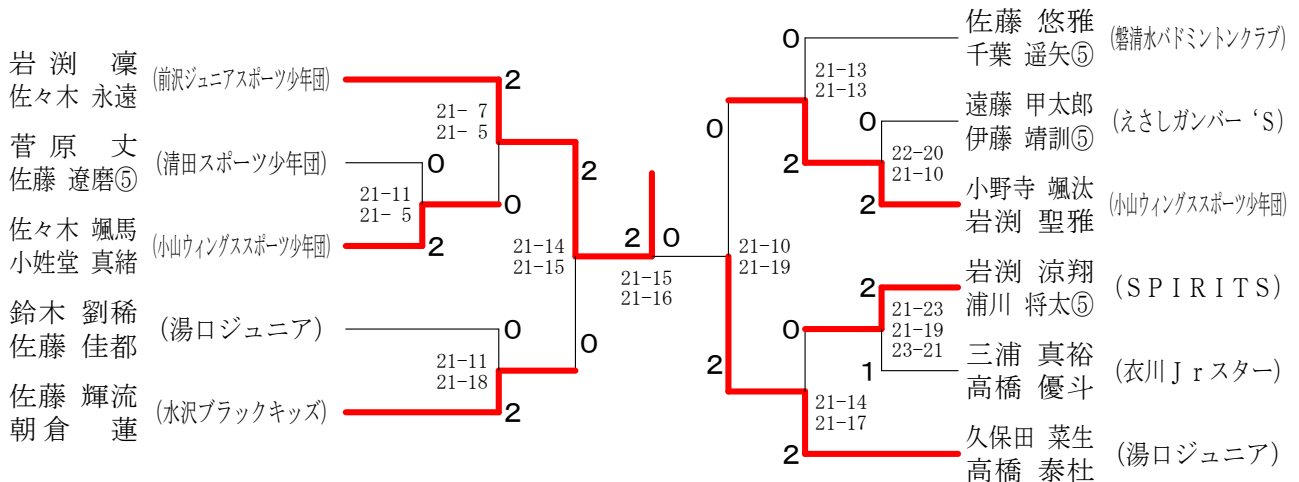 岩渕 凜
佐々木 永遠
(前沢ジュニアスポーツ少年団)
2
21- 7
21- 5
菅原 丈
佐藤 遼磨⑤
(清田スポーツ少年団)
0
21-11
21- 5
0
佐々木 颯馬
小姓堂 真緒
(小山ウィングススポーツ少年団)
2
2
21-14
21-15
鈴木 劉稀
佐藤 佳都
(湯口ジュニア)
0
21-11
21-18
0
佐藤 輝流
朝倉 蓮
(水沢ブラックキッズ)
2
2 0
21-15
21-16
佐藤 悠雅
千葉 遥矢⑤
(磐清水バドミントンクラブ)
0
21-13
21-13
遠藤 甲太郎
伊藤 靖訓⑤
(えさしガンバー‘S)
0
0
22-20
21-10
2
小野寺 颯汰
岩渕 聖雅
(小山ウィングススポーツ少年団)
2
21-10
21-19
岩渕 涼翔
浦川 将太⑤
(SPIRITS)
2
21-23
21-19
23-21
0
三浦 真裕
高橋 優斗
(衣川Jrスター)
1
2
21-14
21-17
久保田 菜生
高橋 泰杜
(湯口ジュニア)
2